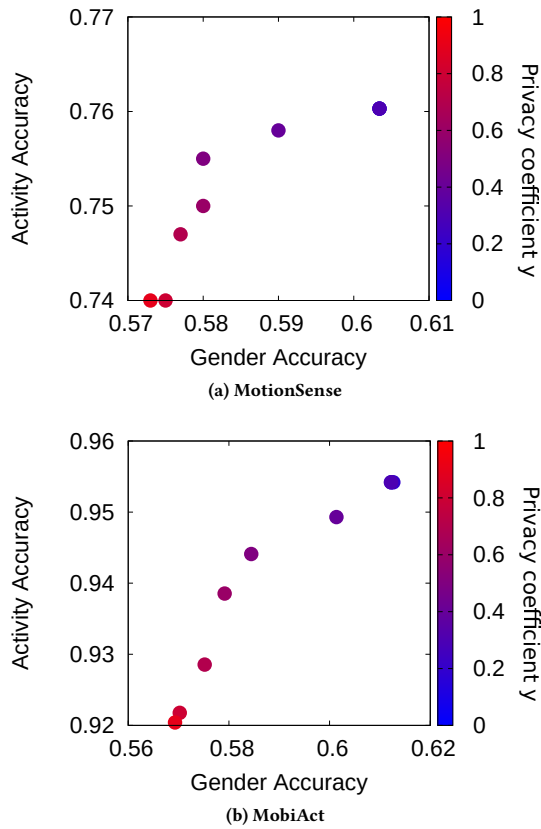 0.77
0.76
0.75
0.74
Activity Accuracy
0.57 0.58 0.59 0.6 0.61
Gender Accuracy
1
0.8
0.6
0.4
0.2
0
Privacy coefficient y
(a) MotionSense
0.96
0.95
0.94
0.93
0.92
Activity Accuracy
0.56 0.58 0.6 0.62
Gender Accuracy
1
0.8
0.6
0.4
0.2
0
Privacy coefficient y
(b) MobiAct